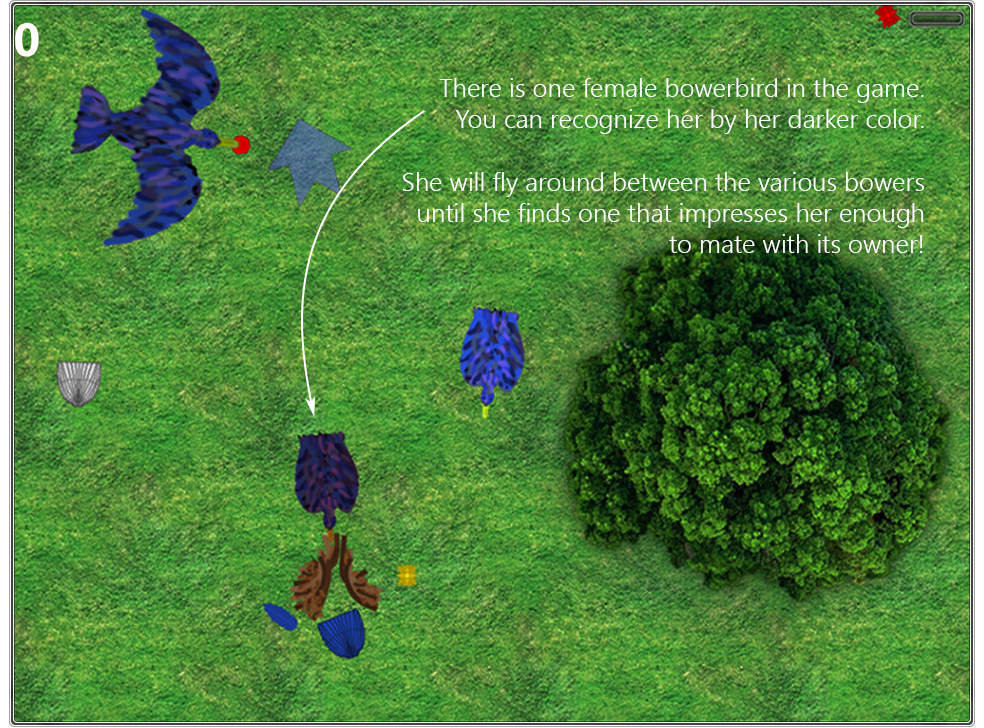 0
There is one female bowerbird in the game.
You can recognize her by her darker color.
She will fly around between the various bowers
until she finds one that impresses her enough
to mate with its owner!